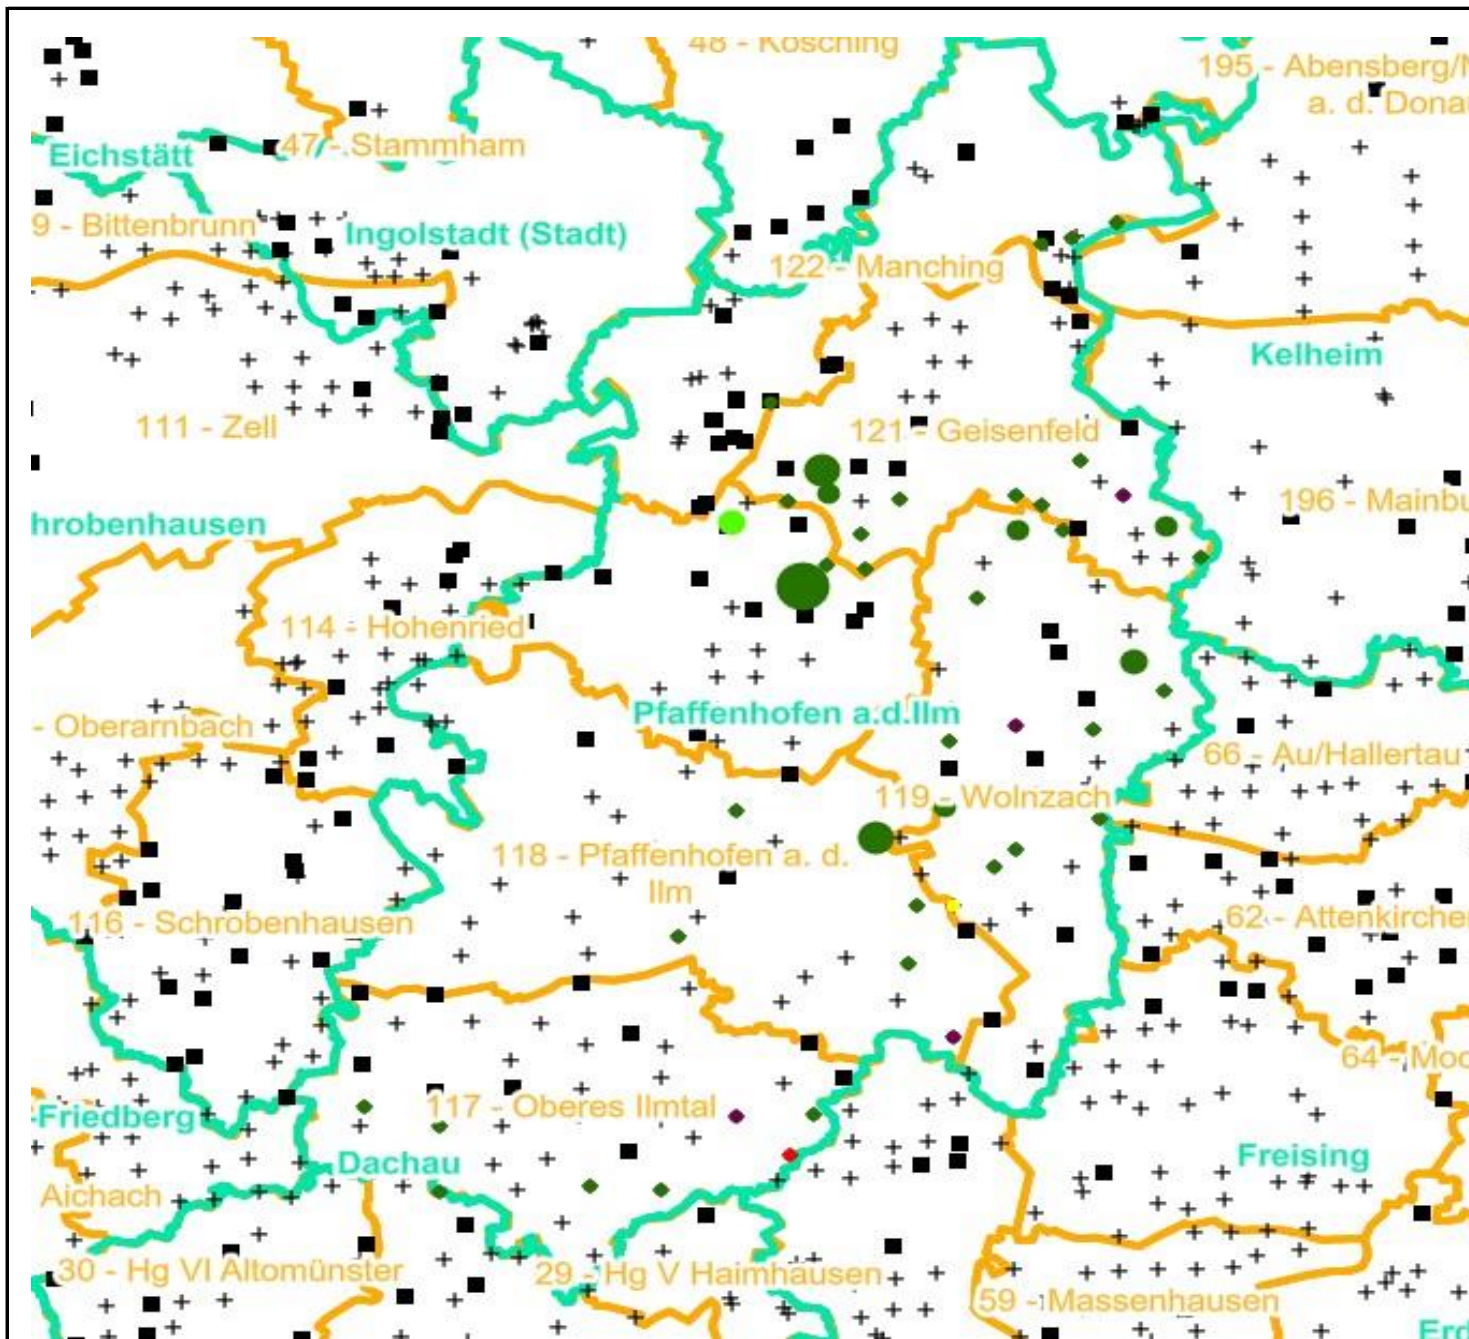 48 - Kösching
195 - Abensberg/N
a. d. Donau
47 - Stammham
Eichstätt
9 - Bittenbrunn
Ingolstadt (Stadt)
122 - Manching
Kelheim
111 - Zell
121 - Geisenfeld
196 - Mainbu
hrobenhausen
114 - Hohenried
Pfaffenhofen a.d.Ilm
- Oberarnbach
66 - Au/Hallertau
119 - Wolnzach
118 - Pfaffenhofen a. d.
Ilm
116 - Schrobenhausen
62 - Attenkirchen
64 - Moo
117 - Oberes Ilmtal
-Friedberg
Dachau
Freising
Aichach
30 - Hg VI Altomünster
29 - Hg V Haimhausen
59 - Massenhausen
Erd